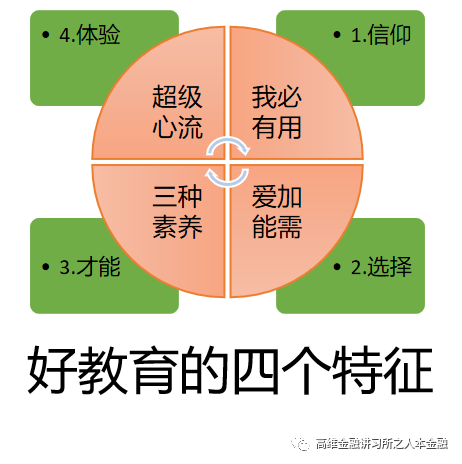 • 4.体验
• 1.信仰
超级
心流
我必
有用
三种
素养
爱加
能需
• 3.才能
• 2.选择
好教育的四个特征
高维金融讲习所之人本金融